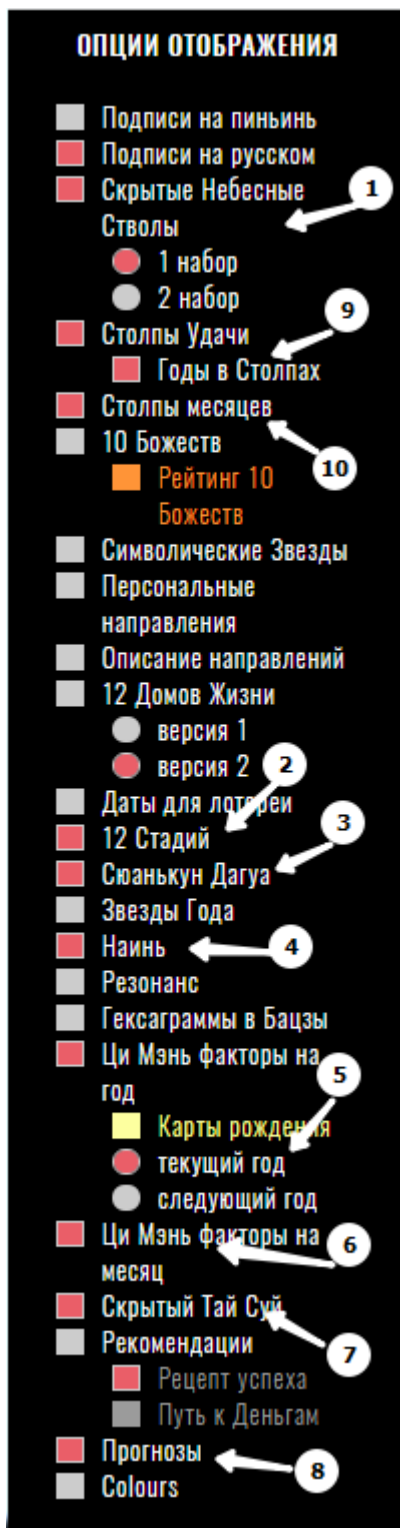 ОПЦИИ ОТОБРАЖЕНИЯ
Подписи на пиньинь
Подписи на русском
Скрытые Небесные
Стволы
1
1 набор
2 набор
9
Столпы Удачи
Годы в Столпах
Столпы месяцев
10 Божеств
10
Рейтинг 10
Божеств
Символические Звезды
Персональные
направления
Описание направлений
12 Домов Жизни
версия 1
версия 2
2
Даты для лотереи
3
12 Стадий
Сюанькун Дагуа
Звезды Года
Наинь
4
Резонанс
Гексаграммы в Бацзы
Ци Мэнь факторы на
год
5
Карты рождения
текущий год
следующий год
Ци Мэнь факторы на
6
месяц
Скрытый Тай Суй
Рекомендации
7
Рецепт успеха
Путь к Деньгам
Прогнозы
8
Colours